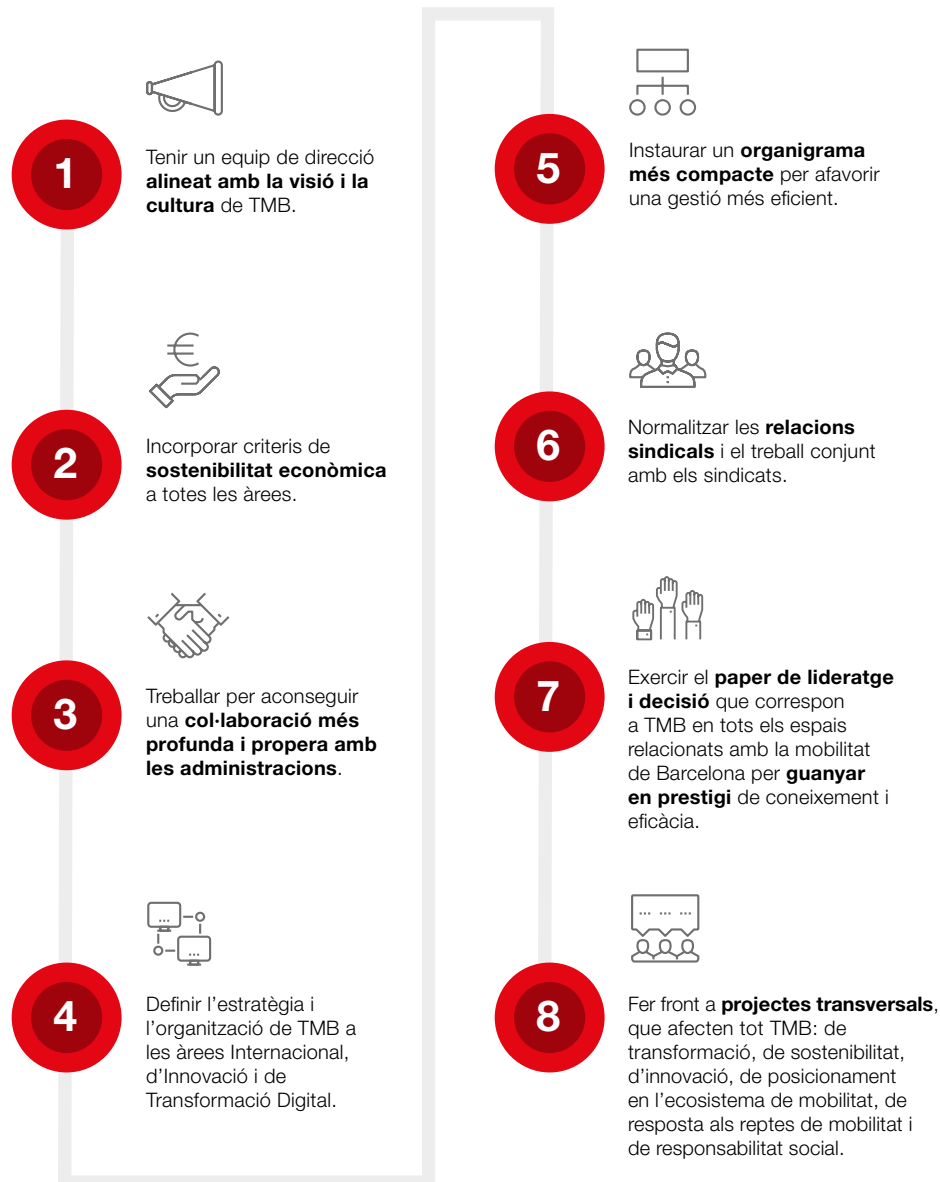 1
Tenir un equip de direcció
alineat amb la visió i la
cultura de TMB.
2
Incorporar criteris de
sostenibilitat econòmica
a totes les àrees.
3
Treballar per aconseguir
una col·laboració més
profunda i propera amb
les administracions.
4
Definir l’estratègia i
l’organització de TMB a
les àrees Internacional,
d’Innovació i de
Transformació Digital.
5
Instaurar un organigrama
més compacte per afavorir
una gestió més eficient.
6
Normalitzar les relacions
sindicals i el treball conjunt
amb els sindicats.
7
Exercir el paper de lideratge
i decisió que correspon
a TMB en tots els espais
relacionats amb la mobilitat
de Barcelona per guanyar
en prestigi de coneixement i
eficàcia.
8
Fer front a projectes transversals,
que afecten tot TMB: de
transformació, de sostenibilitat,
d’innovació, de posicionament
en l’ecosistema de mobilitat, de
resposta als reptes de mobilitat i
de responsabilitat social.